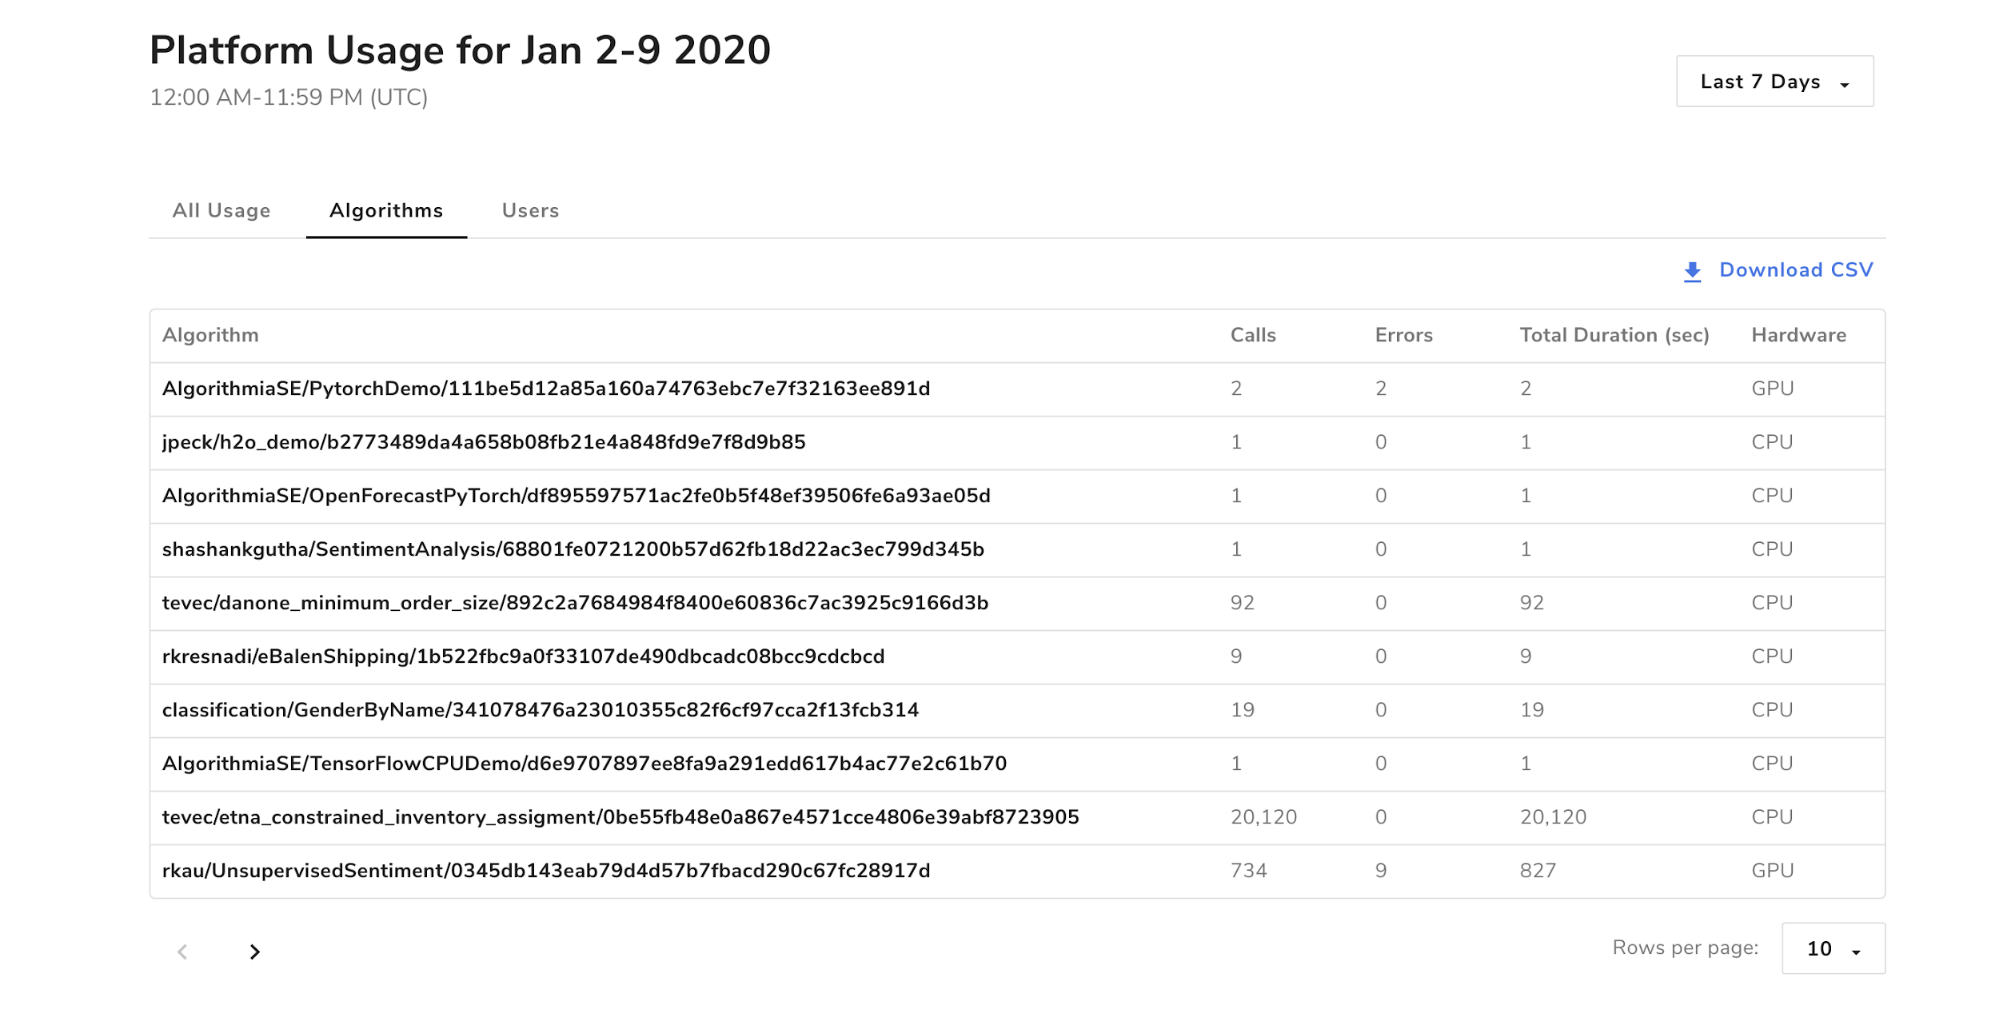 Platform Usage for Jan 2-9 2020
12:00 AM-11:59 PM (UTC)
Last 7 Days
All Usage Algorithms Users
Download CSV
Algorithm Calls Errors Total Duration (sec) Hardware
AlgorithmiaSE/PytorchDemo/111be5d12a85a160a74763ebc7e7f32163ee891d 2 2 2 GPU
jpeck/h2o_demo/b2773489da4a658b08fb21e4a848fd9e7f8d9b85 1 0 1 CPU
AlgorithmiaSE/OpenForecastPyTorch/df895597571ac2fe0b5f48ef39506fe6a93ae05d 1 0 1 CPU
shashankgutha/SentimentAnalysis/68801fe0721200b57d62fb18d22ac3ec799d345b 1 0 1 CPU
tevec/danone_minimum_order_size/892c2a7684984f8400e60836c7ac3925c9166d3b 92 0 92 CPU
rkresnadi/eBalenShipping/1b522fbc9a0f33107de490dbcadc08bcc9cdcbcd 9 0 9 CPU
classification/GenderByName/341078476a23010355c82f6cf97cca2f13fcb314 19 0 19 CPU
AlgorithmiaSE/TensorFlowCPUDemo/d6e9707897ee8fa9a291edd617b4ac77e2c61b70 1 0 1 CPU
tevec/etna_constrained_inventory_assigment/0be55fb48e0a867e4571cce4806e39abf8723905 20,120 0 20,120 CPU
rkau/UnsupervisedSentiment/0345db143eab79d4d57b7fbacd290c67fc28917d 734 9 827 GPU
Rows per page: 10